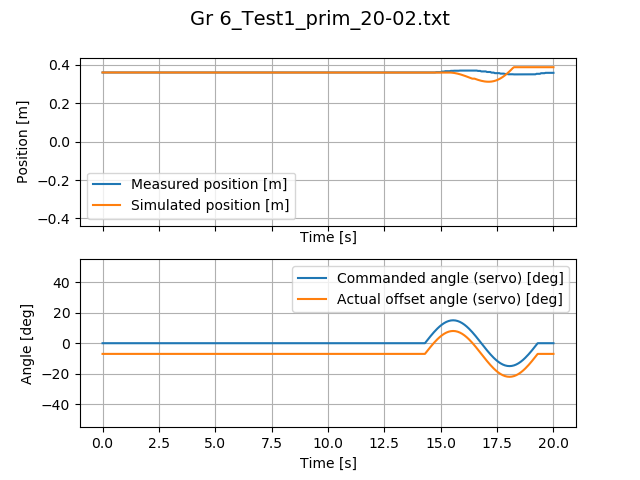 Gr 6_Test1_prim_20-02.txt
Position [m]
0.4
0.2
0.0
−0.2
−0.4
Measured position [m]
Simulated position [m]
Time [s]
Angle [deg]
40
20
0
−20
−40
Commanded angle (servo) [deg]
Actual offset angle (servo) [deg]
0.0 2.5 5.0 7.5 10.0 12.5 15.0 17.5 20.0
Time [s]